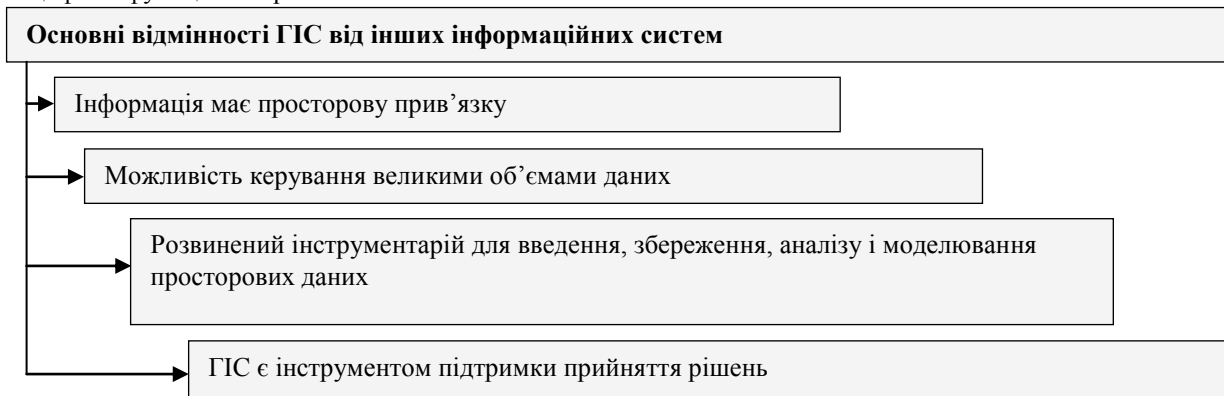 Основні відмінності ГІС від інших інформаційних систем
Інформація має просторову прив’язку
Можливість керування великими об’ємами даних
Розвинений інструментарій для введення, збереження, аналізу і моделювання
просторових даних
ГІС є інструментом підтримки прийняття рішень